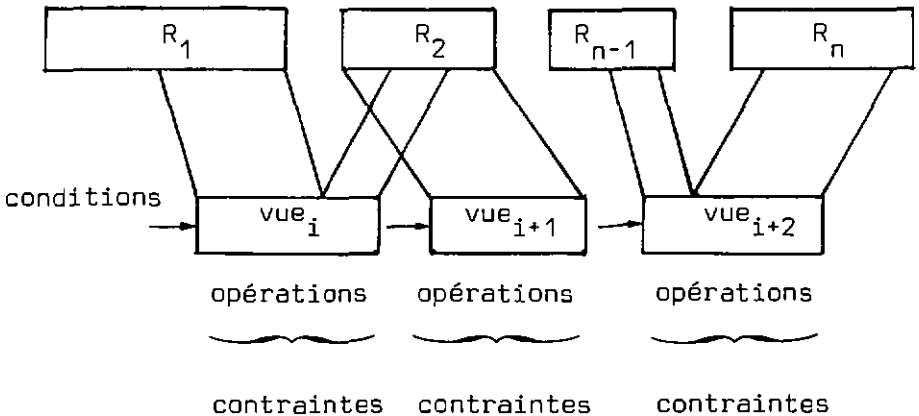 R₁ R₂ Rₙ₋₁ Rₙ
conditions
vueᵢ vueᵢ₊₁ vueᵢ₊₂
opérations opérations opérations
contraintes contraintes contraintes